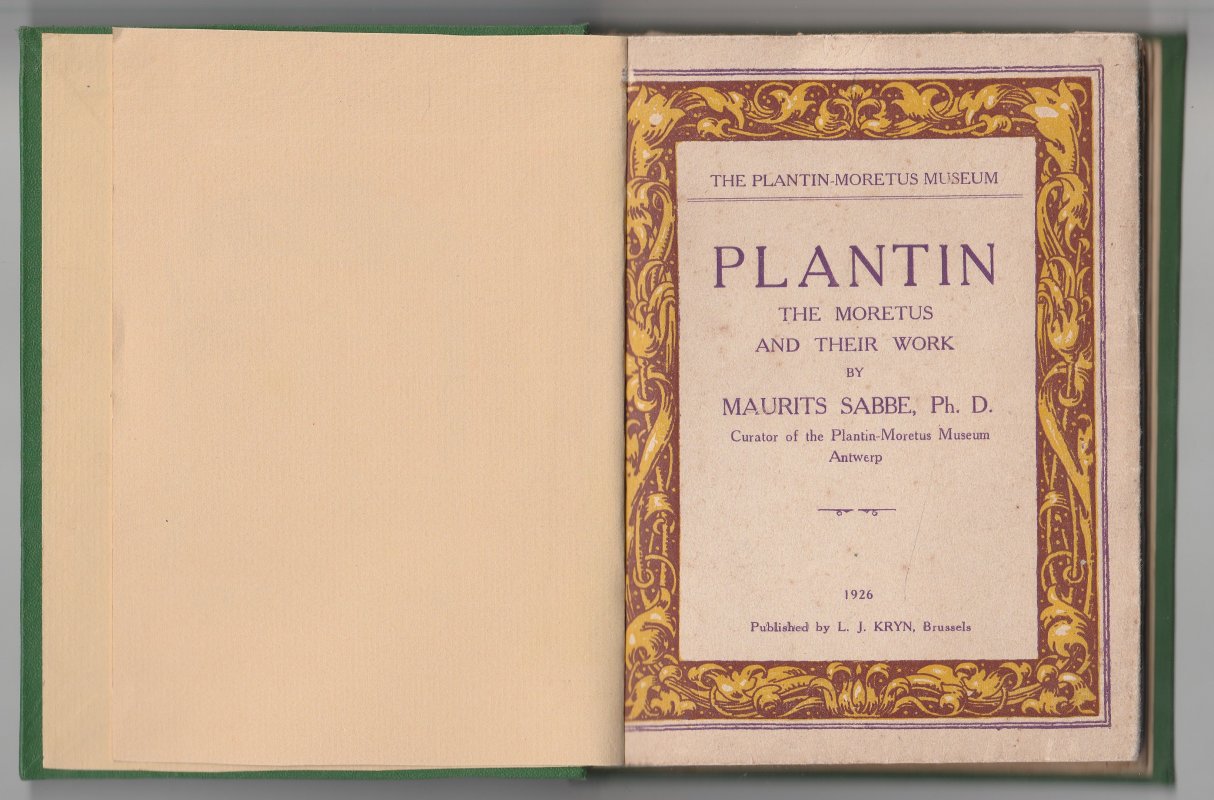 THE PLANTIN-MORETUS MUSEUM
PLANTIN
THE MORETUS
AND THEIR WORK
BY
MAURITS SABBE, Ph. D.
Curator of the Plantin-Moretus Museum
Antwerp
1926
Published by L. J. KRYN, Brussels